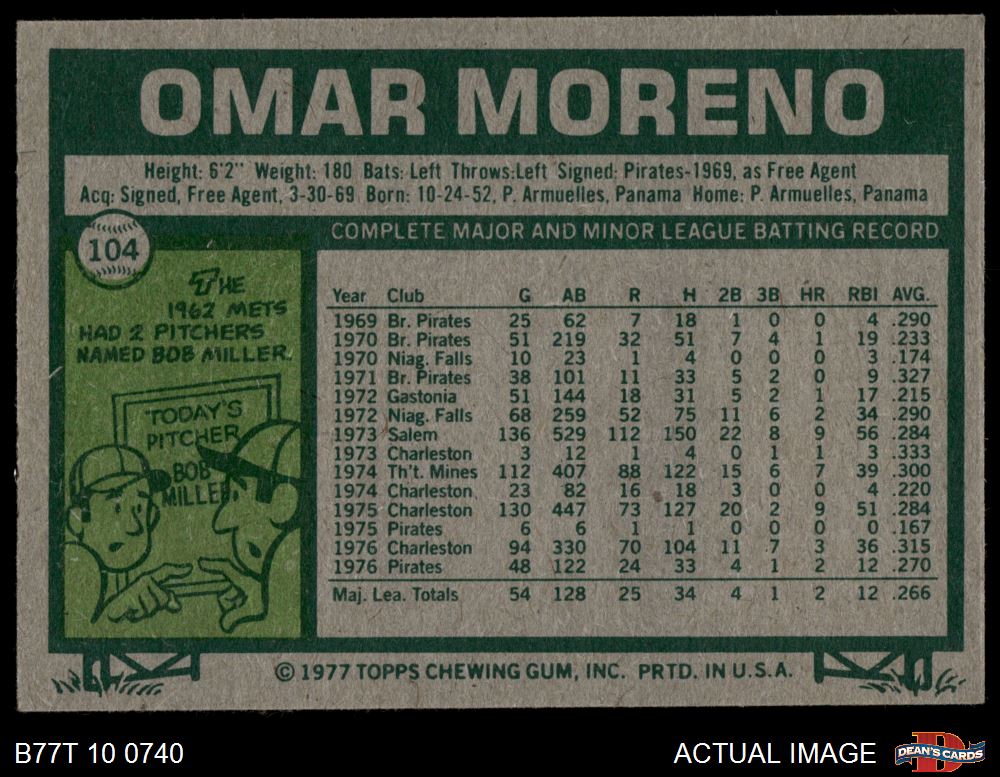 OMAR MORENO
Height: 6'2" Weight: 180 Bats: Left Throws:Left Signed: Pirates-1969, as Free Agent
Acq: Signed, Free Agent, 3-30-69 Born: 10-24-52, P. Armuelles, Panama Home: P. Armuelles, Panama
104
THE
1962 METS
HAD 2 PITCHERS
NAMED BOB MILLER.
TODAY'S
PITCHER
BOB
MILLER
COMPLETE MAJOR AND MINOR LEAGUE BATTING RECORD
Year Club G AB R H 2B 3B HR RBI AVG.
1969 Br. Pirates 25 62 7 18 1 0 0 4 .290
1970 Br. Pirates 51 219 32 51 7 4 1 19 .233
1970 Niag. Falls 10 23 1 4 0 0 0 3 .174
1971 Br. Pirates 38 101 11 33 5 2 0 9 .327
1972 Gastonia 51 144 18 31 5 2 1 17 .215
1972 Niag. Falls 68 259 52 75 11 6 2 34 .290
1973 Salem 136 529 112 150 22 8 9 56 .284
1973 Charleston 3 12 1 4 0 1 1 3 .333
1974 Th't. Mines 112 407 88 122 15 6 7 39 .300
1974 Charleston 23 82 16 18 3 0 0 4 .220
1975 Charleston 130 447 73 127 20 2 9 51 .284
1975 Pirates 6 6 1 1 0 0 0 0 .167
1976 Charleston 94 330 70 104 11 7 3 36 .315
1976 Pirates 48 122 24 33 4 1 2 12 .270
Maj. Lea. Totals 54 128 25 34 4 1 2 12 .266
© 1977 TOPPS CHEWING GUM, INC. PRTD. IN U.S.A.
B77T 10 0740
ACTUAL IMAGE
DEAN'S CARDS